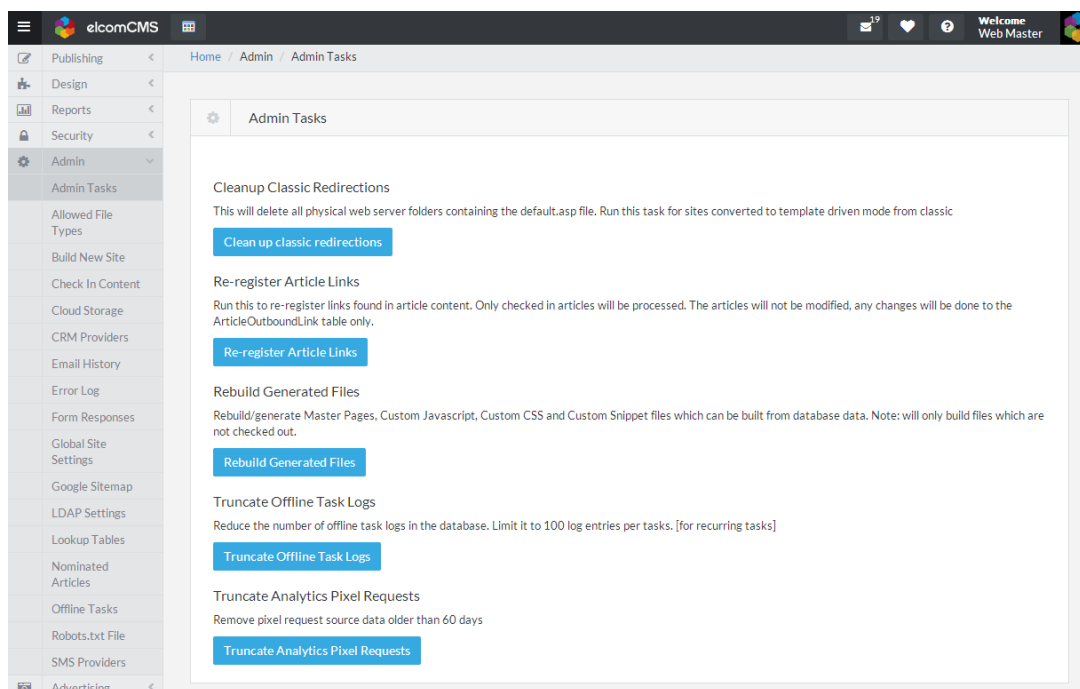 elcomCMS
19
Welcome
Web Master
Publishing
Design
Reports
Security
Admin
Admin Tasks
Allowed File
Types
Build New Site
Check In Content
Cloud Storage
CRM Providers
Email History
Error Log
Form Responses
Global Site
Settings
Google Sitemap
LDAP Settings
Lookup Tables
Nominated
Articles
Offline Tasks
Robots.txt File
SMS Providers
Advertising
Home / Admin / Admin Tasks
Admin Tasks
Cleanup Classic Redirections
This will delete all physical web server folders containing the default.asp file. Run this task for sites converted to template driven mode from classic
Clean up classic redirections
Re-register Article Links
Run this to re-register links found in article content. Only checked in articles will be processed. The articles will not be modified, any changes will be done to the
ArticleOutboundLink table only.
Re-register Article Links
Rebuild Generated Files
Rebuild/generate Master Pages, Custom Javascript, Custom CSS and Custom Snippet files which can be built from database data. Note: will only build files which are
not checked out.
Rebuild Generated Files
Truncate Offline Task Logs
Reduce the number of offline task logs in the database. Limit it to 100 log entries per tasks. [for recurring tasks]
Truncate Offline Task Logs
Truncate Analytics Pixel Requests
Remove pixel request source data older than 60 days
Truncate Analytics Pixel Requests